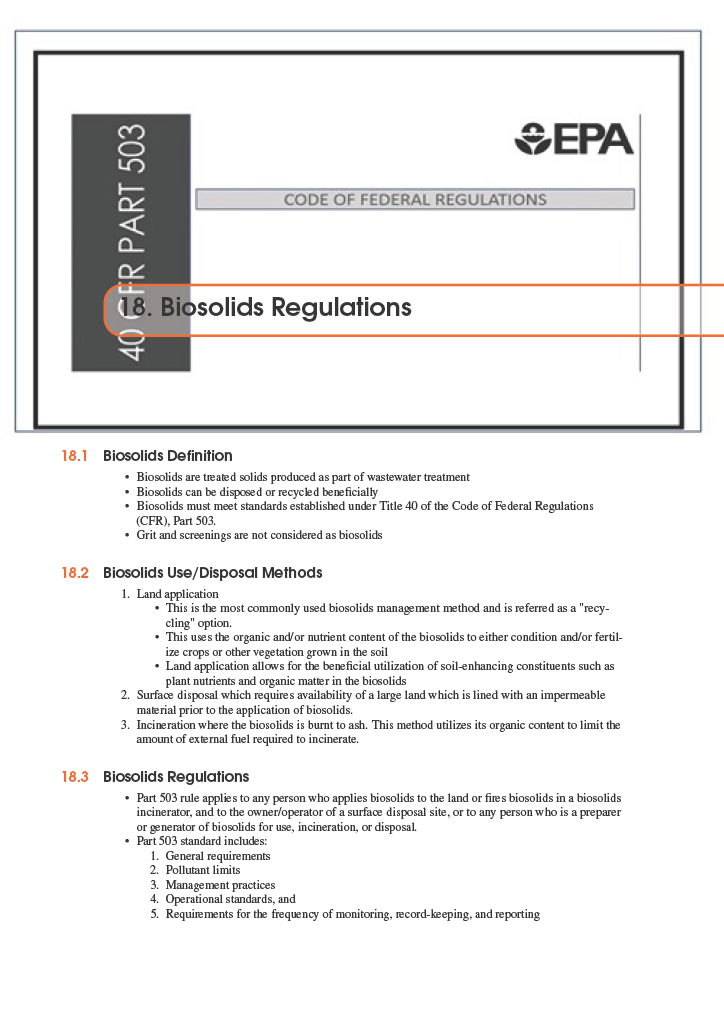 40 CFR PART 503
EPA
CODE OF FEDERAL REGULATIONS
18. Biosolids Regulations
18.1 Biosolids Definition
• Biosolids are treated solids produced as part of wastewater treatment
• Biosolids can be disposed or recycled beneficially
• Biosolids must meet standards established under Title 40 of the Code of Federal Regulations
(CFR), Part 503.
• Grit and screenings are not considered as biosolids
18.2 Biosolids Use/Disposal Methods
1. Land application
• This is the most commonly used biosolids management method and is referred as a "recy-
cling" option.
• This uses the organic and/or nutrient content of the biosolids to either condition and/or fertil-
ize crops or other vegetation grown in the soil
• Land application allows for the beneficial utilization of soil-enhancing constituents such as
plant nutrients and organic matter in the biosolids
2. Surface disposal which requires availability of a large land which is lined with an impermeable
material prior to the application of biosolids.
3. Incineration where the biosolids is burnt to ash. This method utilizes its organic content to limit the
amount of external fuel required to incinerate.
18.3 Biosolids Regulations
• Part 503 rule applies to any person who applies biosolids to the land or fires biosolids in a biosolids
incinerator, and to the owner/operator of a surface disposal site, or to any person who is a preparer
or generator of biosolids for use, incineration, or disposal.
• Part 503 standard includes:
1. General requirements
2. Pollutant limits
3. Management practices
4. Operational standards, and
5. Requirements for the frequency of monitoring, record-keeping, and reporting